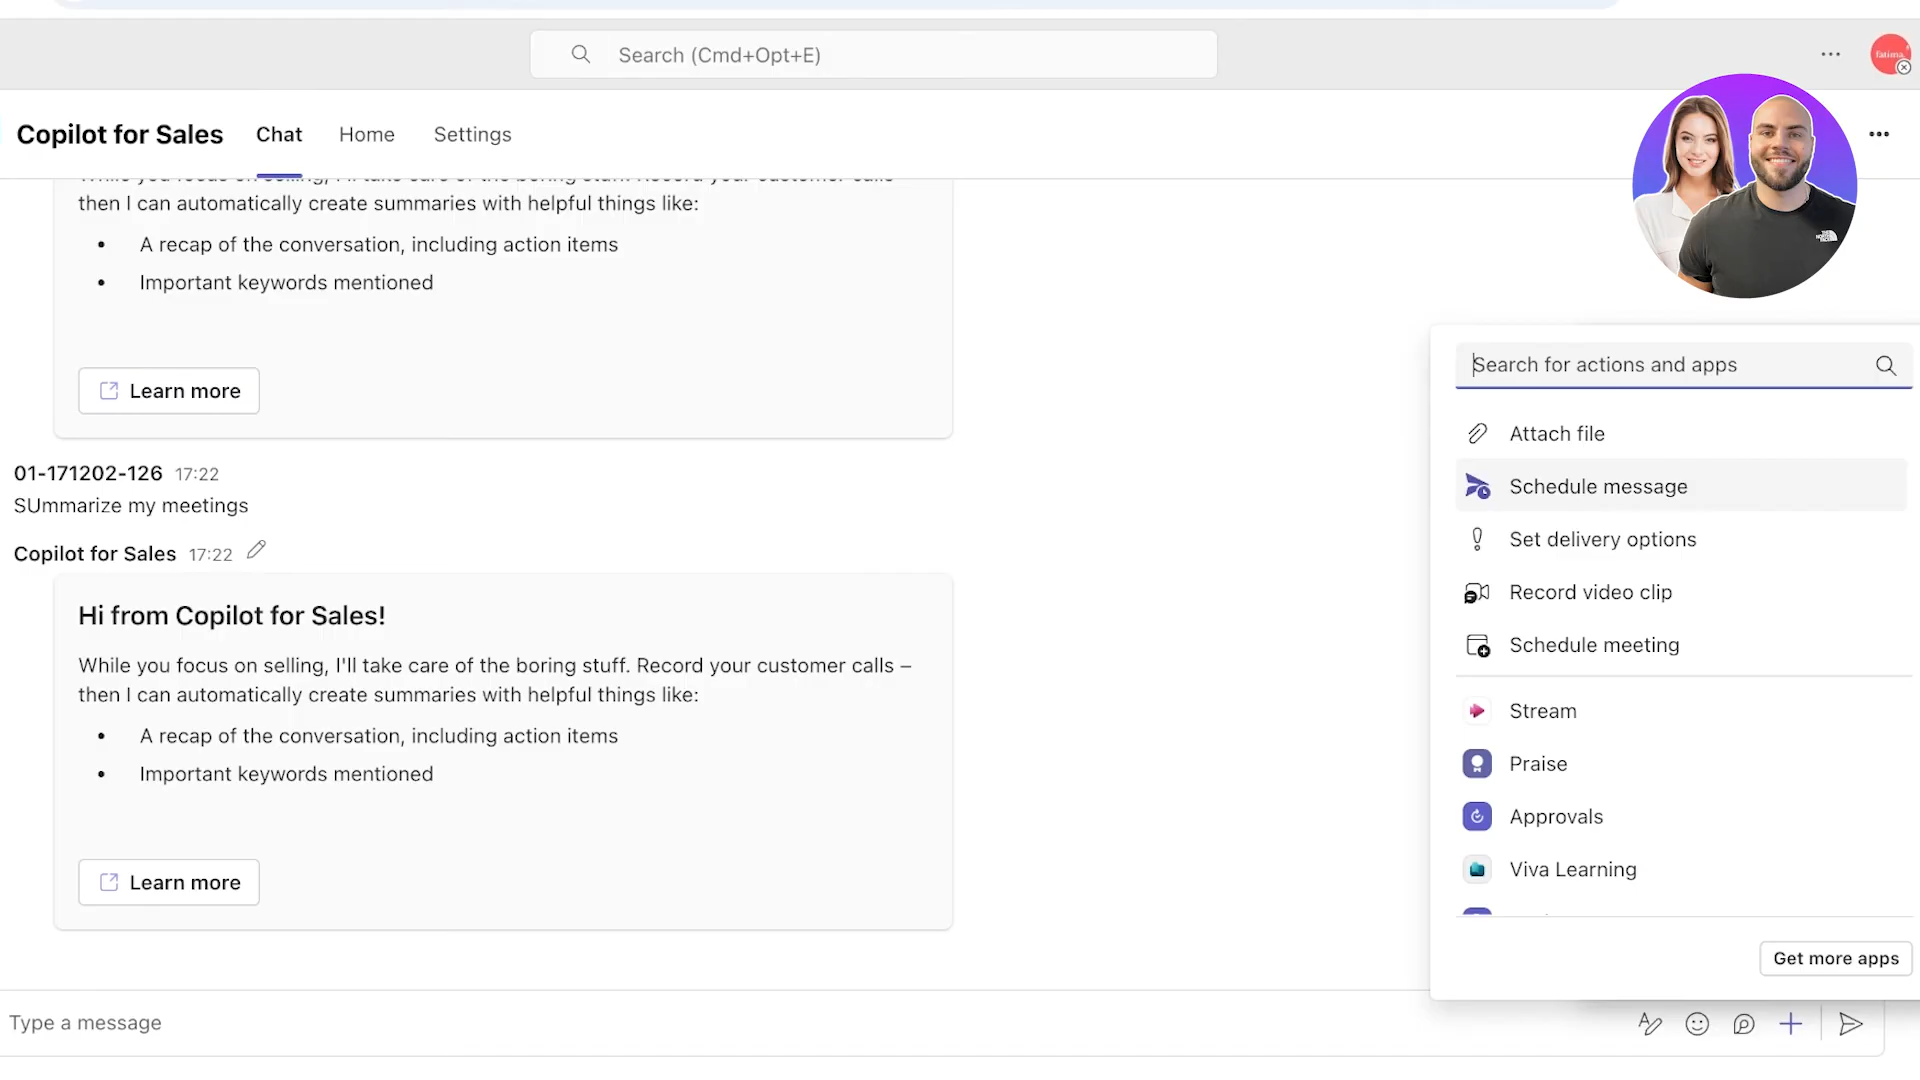 Search (Cmd+Opt+E)
Fatima
Copilot for Sales
Chat
Home
Settings
then I can automatically create summaries with helpful things like:
• A recap of the conversation, including action items
• Important keywords mentioned
Learn more
01-171202-126 17:22
SUmmarize my meetings
Copilot for Sales 17:22
Hi from Copilot for Sales!
While you focus on selling, I'll take care of the boring stuff. Record your customer calls –
then I can automatically create summaries with helpful things like:
• A recap of the conversation, including action items
• Important keywords mentioned
Learn more
Type a message
THE NORTH FACE
Search for actions and apps
Attach file
Schedule message
Set delivery options
Record video clip
Schedule meeting
Stream
Praise
Approvals
Viva Learning
Get more apps